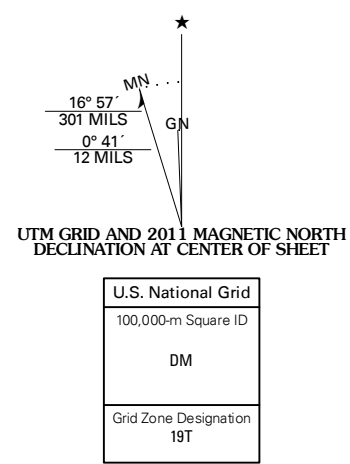 ★
MN
16° 57´
301 MILS
GN
0° 41´
12 MILS
UTM GRID AND 2011 MAGNETIC NORTH
DECLINATION AT CENTER OF SHEET
U.S. National Grid
100,000-m Square ID
DM
Grid Zone Designation
19T